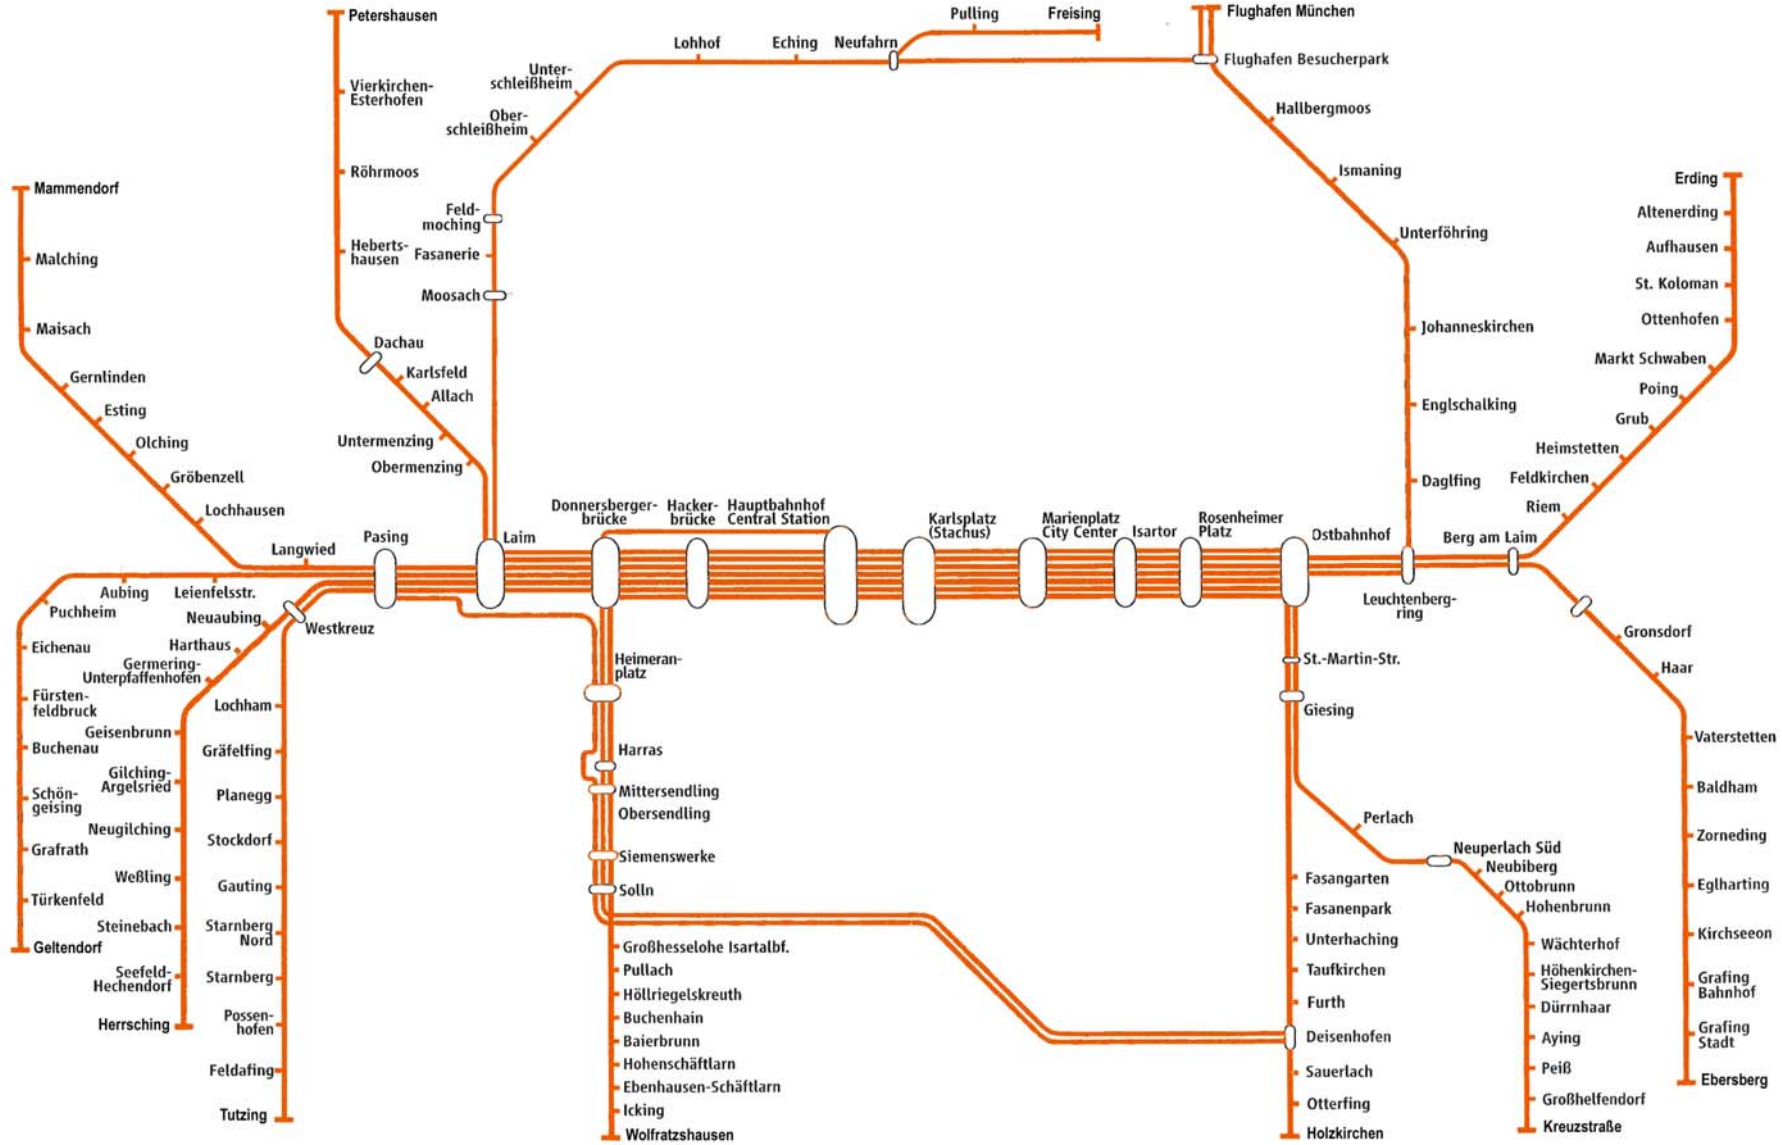 Petershausen
Vierkirchen-
Esterhofen
Röhrmoos
Heberts-
hausen
Dachau
Karlsfeld
Allach
Untermenzing
Obermenzing
Pulling
Freising
Flughafen München
Lohhof
Eching
Neufahrn
Flughafen Besucherpark
Unter-
schleißheim
Ober-
schleißheim
Feld-
moching
Fasanerie
Moosach
Hallbergmoos
Ismaning
Unterföhring
Johanneskirchen
Englschalking
Daglfing
Erding
Altenerding
Aufhausen
St. Koloman
Ottenhofen
Markt Schwaben
Poing
Grub
Heimstetten
Feldkirchen
Riem
Berg am Laim
Mammendorf
Malching
Maisach
Gernlinden
Esting
Olching
Gröbenzell
Lochhausen
Langwied
Pasing
Laim
Donnersberger-
brücke
Hacker-
brücke
Hauptbahnhof
Central Station
Karlsplatz
(Stachus)
Marienplatz
City Center
Isartor
Rosenheimer
Platz
Ostbahnhof
Leuchtenberg-
ring
Aubing
Leienfelsstr.
Puchheim
Eichenau
Fürsten-
feldbruck
Buchenau
Schön-
geising
Grafrath
Türkenfeld
Geltendorf
Neuaubing
Harthaus
Germering-
Unterpfaffenhofen
Geisenbrunn
Gilching-
Argelsried
Neugilching
Weßling
Steinebach
Seefeld-
Hechendorf
Herrsching
Westkreuz
Lochham
Gräfelfing
Planegg
Stockdorf
Gauting
Starnberg
Nord
Starnberg
Possen-
hofen
Feldafing
Tutzing
Heimeran-
platz
Harras
Mittersendling
Obersendling
Siemenswerke
Solln
Großhesselohe Isartalbf.
Pullach
Höllriegelskreuth
Buchenhain
Baierbrunn
Hohenschäftlarn
Ebenhausen-Schäftlarn
Icking
Wolfratzshausen
St.-Martin-Str.
Giesing
Fasangarten
Fasanenpark
Unterhaching
Taufkirchen
Furth
Deisenhofen
Sauerlach
Otterfing
Holzkirchen
Perlach
Neuperlach Süd
Neubiberg
Ottobrunn
Hohenbrunn
Wächterhof
Höhenkirchen-
Siegertsbrunn
Dürrnhaar
Aying
Peiß
Großhelfendorf
Kreuzstraße
Gronsdorf
Haar
Vaterstetten
Baldham
Zorneding
Eglharting
Kirchseeon
Grafing
Bahnhof
Grafing
Stadt
Ebersberg